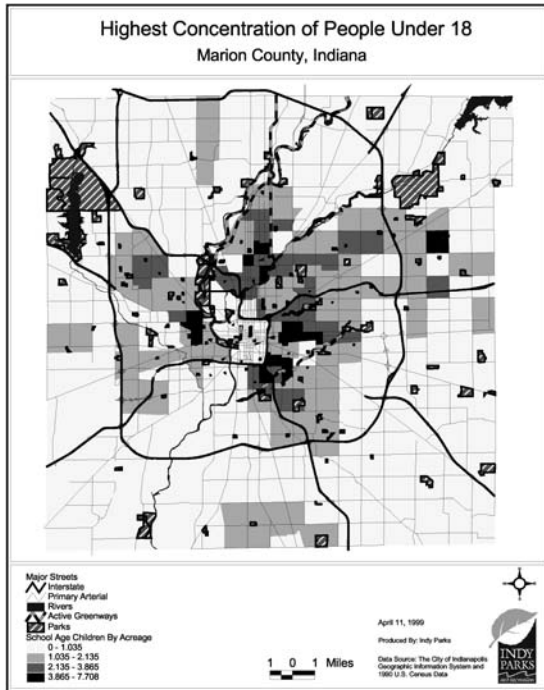 Highest Concentration of People Under 18
Marion County, Indiana
Major Streets
Interstate
Primary Arterial
Rivers
Active Greenways
Parks
School Age Children By Acreage
0 - 1.035
1.035 - 2.135
2.135 - 3.865
3.865 - 7.708
1 0 1 Miles
April 11, 1999
Produced By: Indy Parks
Data Source: The City of Indianapolis
Geographic Information System and
1990 U.S. Census Data
INDY
PARKS